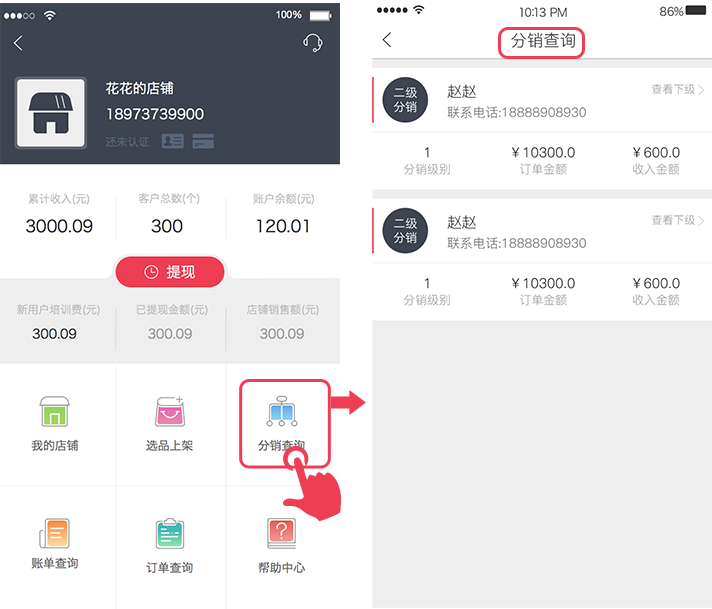 100%
花花的店铺
18973739900
还未认证
累计收入(元) 客户总数(个) 账户余额(元)
3000.09 300 120.01
提现
新用户培训费(元) 已提现金额(元) 店铺销售额(元)
300.09 300.09 300.09
我的店铺 选品上架 分销查询
账单查询 订单查询 帮助中心
10:13 PM 86%
分销查询
二级
分销
赵赵 查看下级
联系电话:18888908930
1 ¥10300.0 ¥600.0
分销级别 订单金额 收入金额
二级
分销
赵赵 查看下级
联系电话:18888908930
1 ¥10300.0 ¥600.0
分销级别 订单金额 收入金额